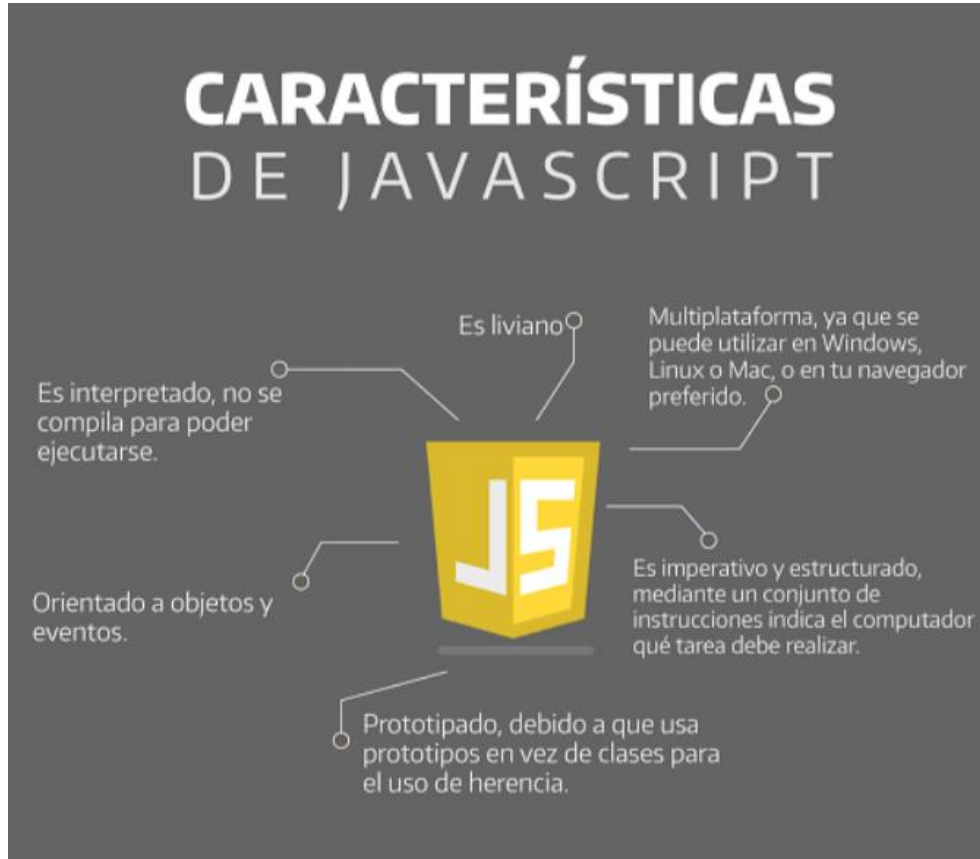 CARACTERÍSTICAS
DE JAVASCRIPT
Es liviano
Multiplataforma, ya que se
puede utilizar en Windows,
Linux o Mac, o en tu navegador
preferido.
Es interpretado, no se
compila para poder
ejecutarse.
JS
Orientado a objetos y
eventos.
Es imperativo y estructurado,
mediante un conjunto de
instrucciones indica el computador
qué tarea debe realizar.
Prototipado, debido a que usa
prototipos en vez de clases para
el uso de herencia.